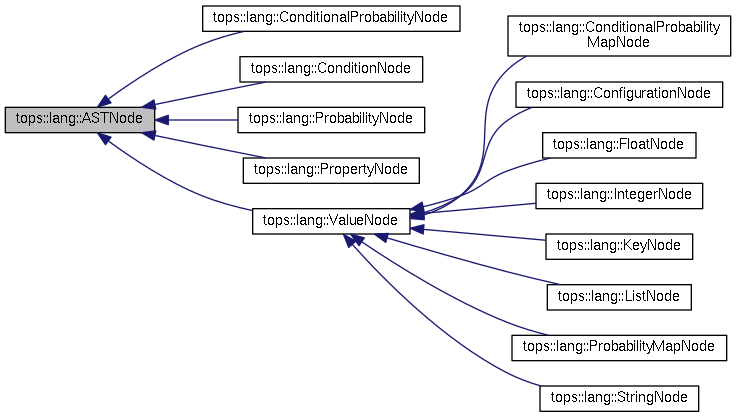 tops::lang::ASTNode
tops::lang::ConditionalProbabilityNode
tops::lang::ConditionNode
tops::lang::ProbabilityNode
tops::lang::PropertyNode
tops::lang::ValueNode
tops::lang::ConditionalProbability
MapNode
tops::lang::ConfigurationNode
tops::lang::FloatNode
tops::lang::IntegerNode
tops::lang::KeyNode
tops::lang::ListNode
tops::lang::ProbabilityMapNode
tops::lang::StringNode